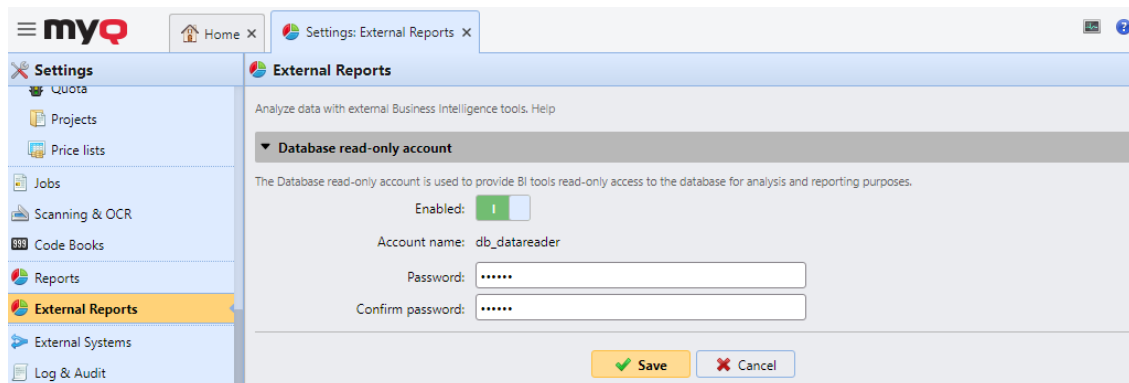 myQ
Home
Settings: External Reports
?
Settings
Quota
Projects
Price lists
Jobs
Scanning & OCR
999 Code Books
Reports
External Reports
External Systems
Log & Audit
External Reports
Analyze data with external Business Intelligence tools. Help
Database read-only account
The Database read-only account is used to provide BI tools read-only access to the database for analysis and reporting purposes.
Enabled: I
Account name: db_datareader
Password: ••••••
Confirm password: ••••••
Save
Cancel